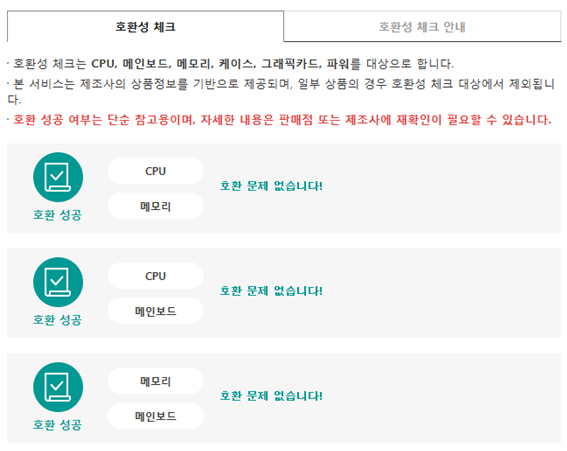 호환성 체크
호환성 체크 안내
· 호환성 체크는 CPU, 메인보드, 메모리, 케이스, 그래픽카드, 파워를 대상으로 합니다.
· 본 서비스는 제조사의 상품정보를 기반으로 제공되며, 일부 상품의 경우 호환성 체크 대상에서 제외됩니
다.
· 호환 성공 여부는 단순 참고용이며, 자세한 내용은 판매점 또는 제조사에 재확인이 필요할 수 있습니다.
CPU
호환 문제 없습니다!
메모리
호환 성공
CPU
호환 문제 없습니다!
메인보드
호환 성공
메모리
호환 문제 없습니다!
메인보드
호환 성공